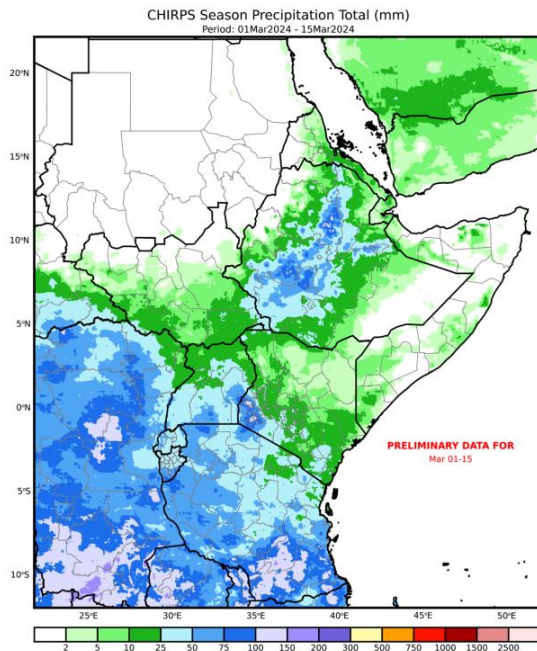 CHIRPS Season Precipitation Total (mm)
Period: 01Mar2024 - 15Mar2024
20°N
15°N
10°N
5°N
0°N
5°S
10°S
PRELIMINARY DATA FOR
Mar 01-15
25°E 30°E 35°E 40°E 45°E 50°E
2 5 10 25 50 75 100 150 200 300 500 750 1000 1500 2500